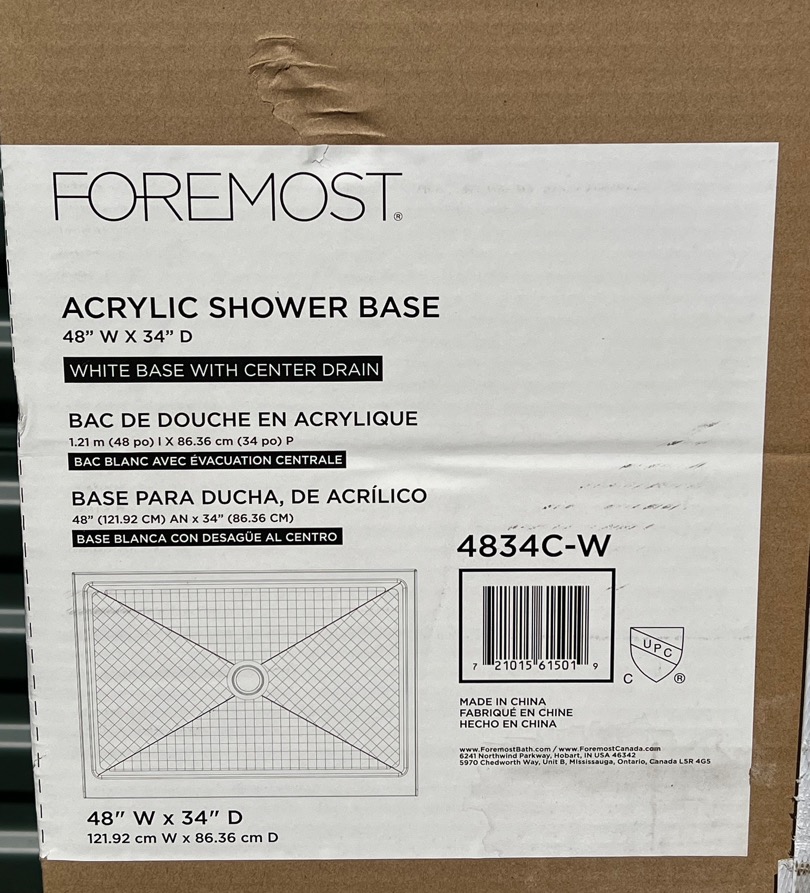 FOREMOST®
ACRYLIC SHOWER BASE
48” W X 34” D
WHITE BASE WITH CENTER DRAIN
BAC DE DOUCHE EN ACRYLIQUE
1.21 m (48 po) l X 86.36 cm (34 po) P
BAC BLANC AVEC ÉVACUATION CENTRALE
BASE PARA DUCHA, DE ACRÍLICO
48” (121.92 CM) AN x 34” (86.36 CM)
BASE BLANCA CON DESAGÜE AL CENTRO
48" W x 34" D
121.92 cm W x 86.36 cm D
4834C-W
7 21015 61501 9
UPC
C ®
MADE IN CHINA
FABRIQUÉ EN CHINE
HECHO EN CHINA
www.ForemostBath.com / www.ForemostCanada.com
6241 Northwind Parkway, Hobart, IN USA 46342
5970 Chedworth Way, Unit B, Mississauga, Ontario, Canada L5R 4G5